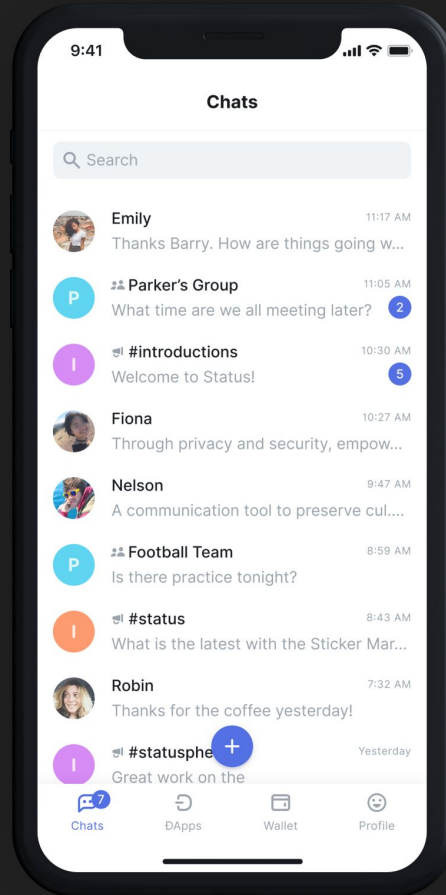 9:41
Chats
Search
Emily 11:17 AM
Thanks Barry. How are things going w...
P Parker’s Group 11:05 AM
What time are we all meeting later? 2
I #introductions 10:30 AM
Welcome to Status! 5
Fiona 10:27 AM
Through privacy and security, empow...
Nelson 9:47 AM
A communication tool to preserve cul....
P Football Team 8:59 AM
Is there practice tonight?
I #status 8:43 AM
What is the latest with the Sticker Mar...
Robin 7:32 AM
Thanks for the coffee yesterday!
I #statusphe Yesterday
Great work on the
7
Chats ĐApps Wallet Profile